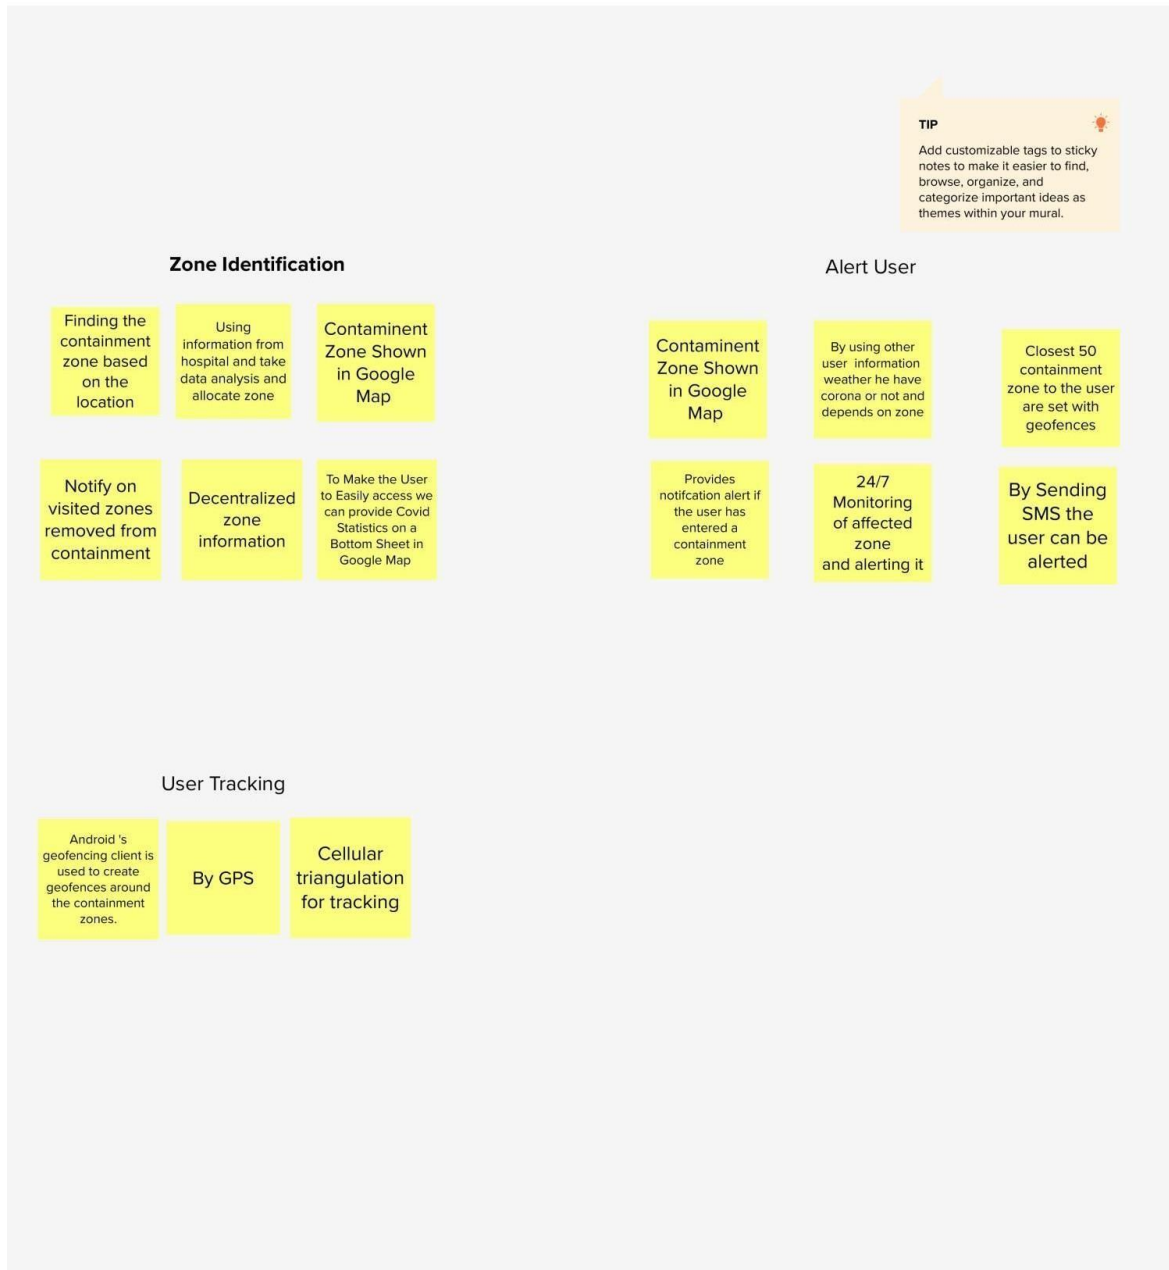 TIP
Add customizable tags to sticky
notes to make it easier to find,
browse, organize, and
categorize important ideas as
themes within your mural.
Zone Identification
Finding the
containment
zone based
on the
location
Using
information from
hospital and take
data analysis and
allocate zone
Contaminent
Zone Shown
in Google
Map
Notify on
visited zones
removed from
containment
Decentralized
zone
information
To Make the User
to Easily access we
can provide Covid
Statistics on a
Bottom Sheet in
Google Map
Alert User
Contaminent
Zone Shown
in Google
Map
By using other
user information
weather he have
corona or not and
depends on zone
Closest 50
containment
zone to the user
are set with
geofences
Provides
notifcation alert if
the user has
entered a
containment
zone
24/7
Monitoring
of affected
zone
and alerting it
By Sending
SMS the
user can be
alerted
User Tracking
Android 's
geofencing client is
used to create
geofences around
the containment
zones.
By GPS
Cellular
triangulation
for tracking